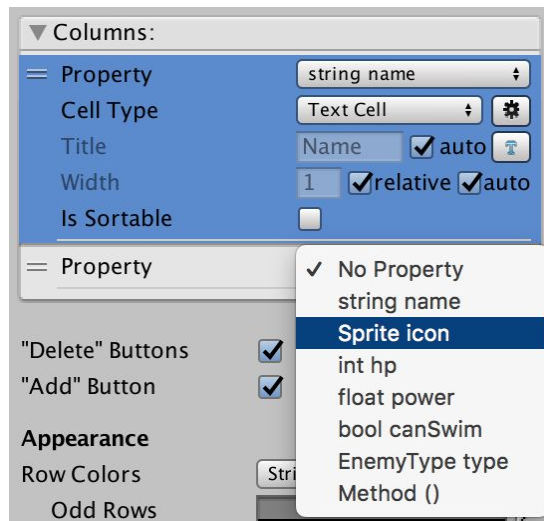 Columns:
Property string name
Cell Type Text Cell
Title Name auto T
Width 1 relative auto
Is Sortable
Property
No Property
string name
Sprite icon
int hp
float power
bool canSwim
EnemyType type
Method ()
"Delete" Buttons
"Add" Button
Appearance
Row Colors Stri
Odd Rows